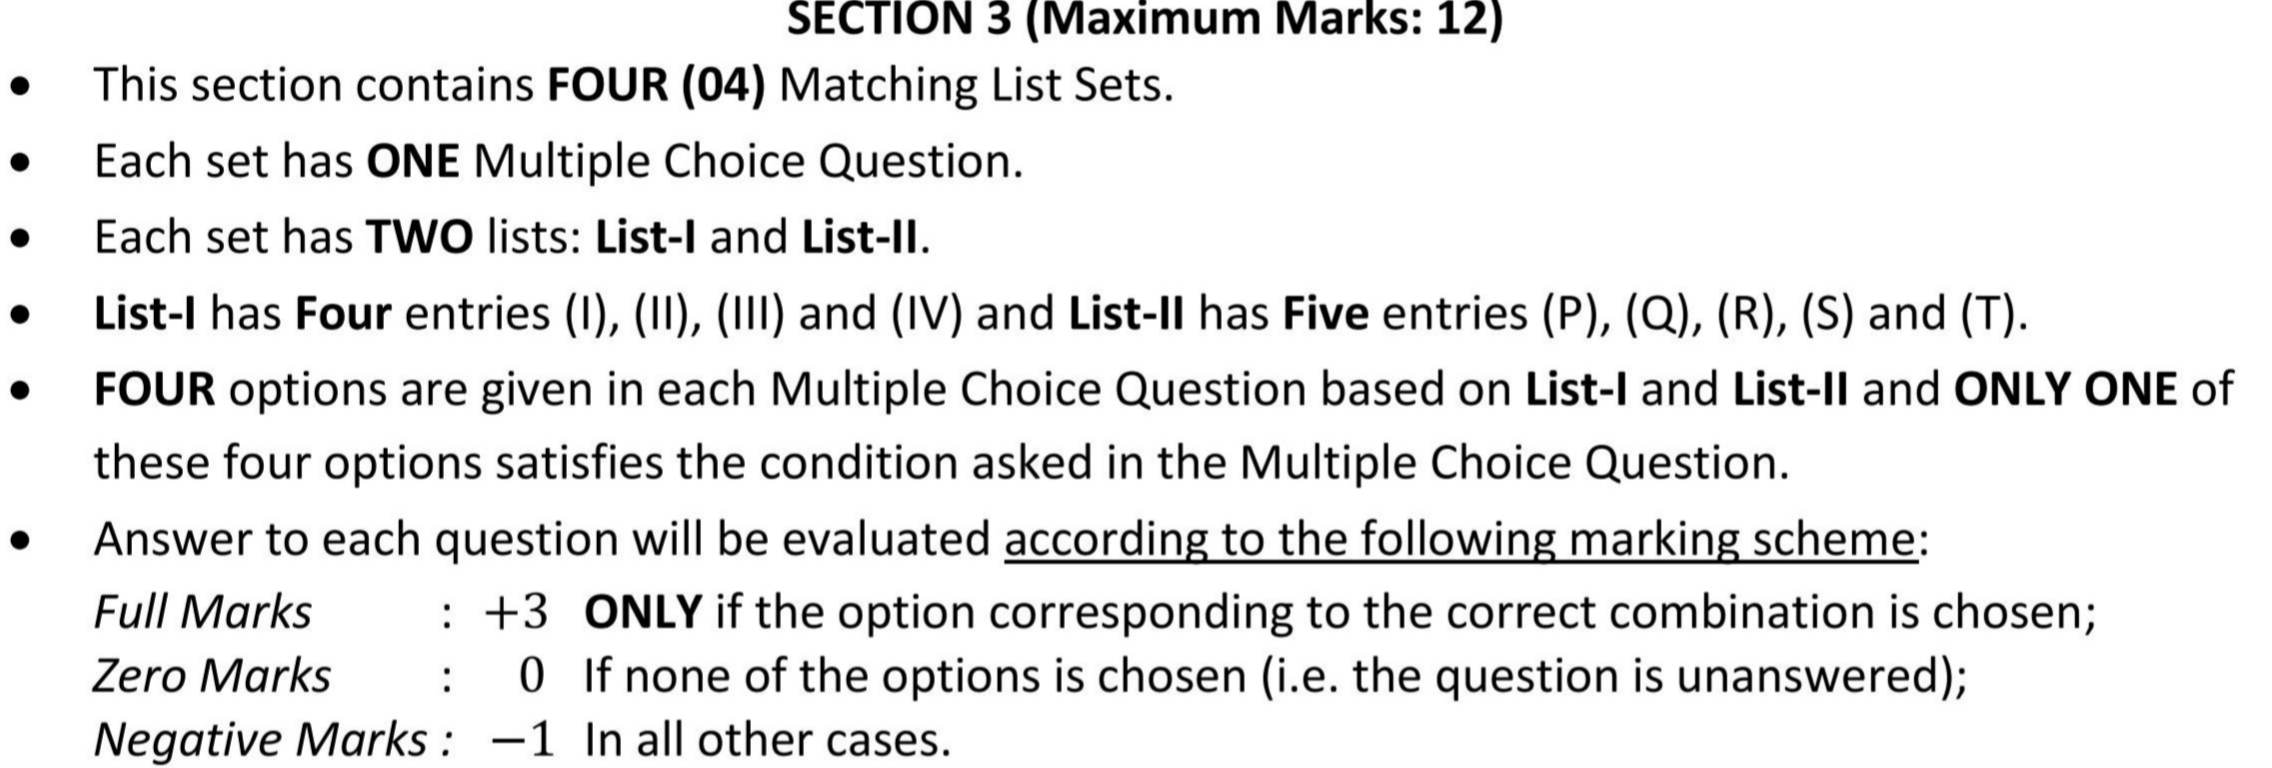 SECTION 3 (Maximum Marks: 12)
• This section contains FOUR (04) Matching List Sets.
• Each set has ONE Multiple Choice Question.
• Each set has TWO lists: List-I and List-II.
• List-I has Four entries (I), (II), (III) and (IV) and List-II has Five entries (P), (Q), (R), (S) and (T).
• FOUR options are given in each Multiple Choice Question based on List-I and List-II and ONLY ONE of
these four options satisfies the condition asked in the Multiple Choice Question.
• Answer to each question will be evaluated according to the following marking scheme:
Full Marks : +3 ONLY if the option corresponding to the correct combination is chosen;
Zero Marks : 0 If none of the options is chosen (i.e. the question is unanswered);
Negative Marks : −1 In all other cases.